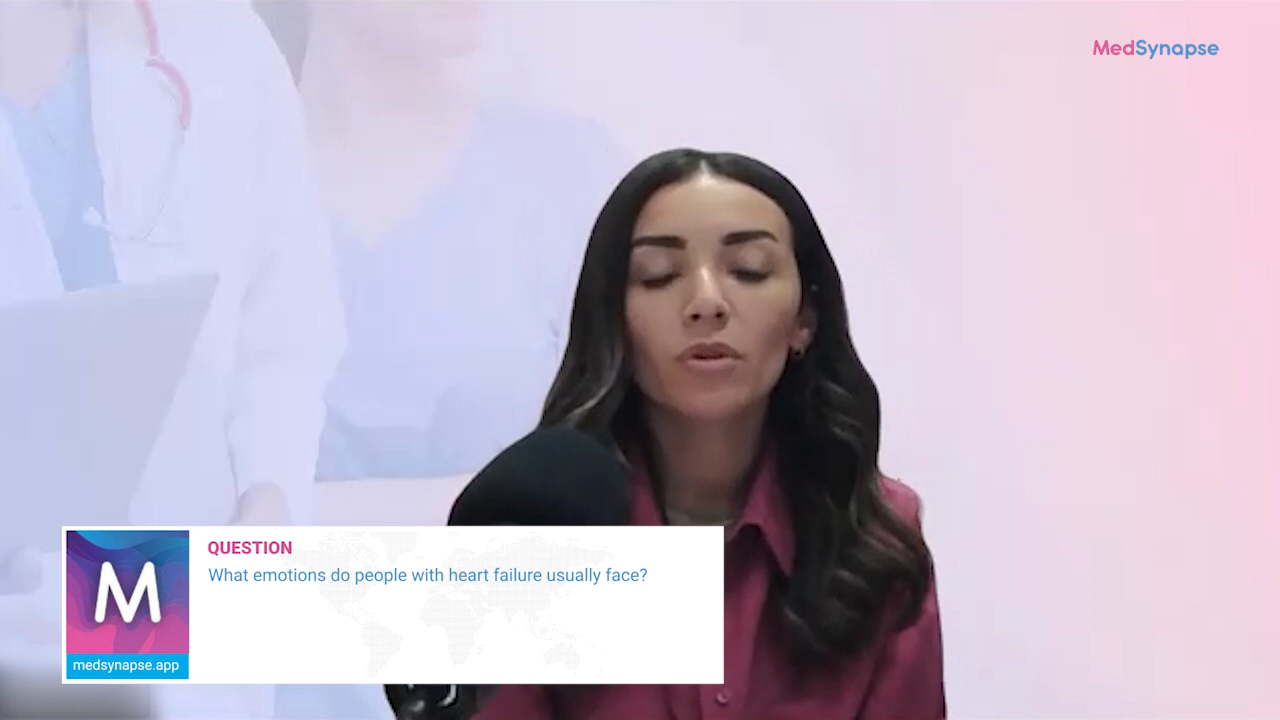 MedSynapse
QUESTION
What emotions do people with heart failure usually face?
M
medsynapse.app